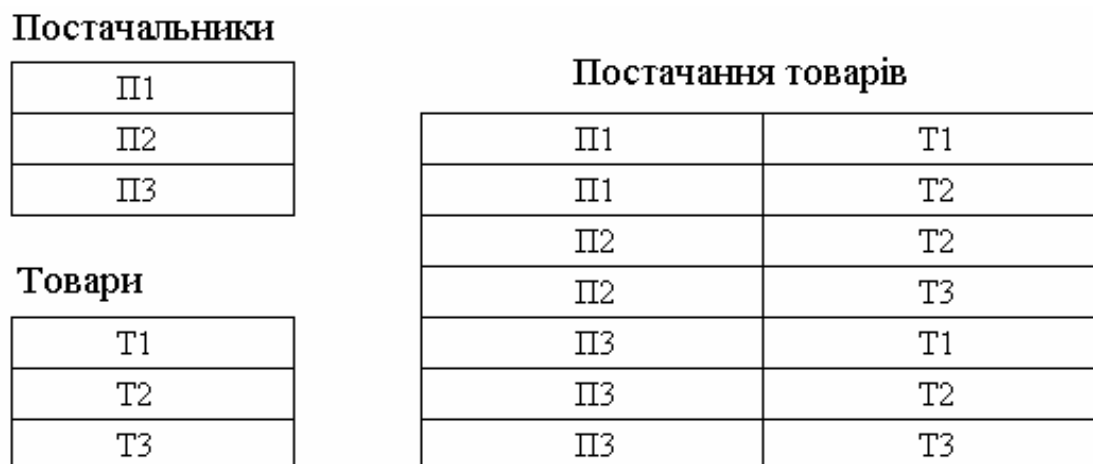 Постачальники
П1
П2
П3
Товари
Т1
Т2
Т3
Постачання товарів
П1 Т1
П1 Т2
П2 Т2
П2 Т3
П3 Т1
П3 Т2
П3 Т3